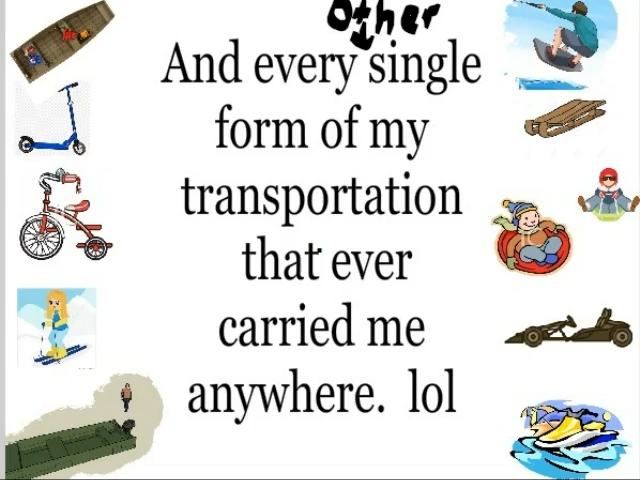 Other
And every single
form of my
transportation
that ever
carried me
anywhere. lol